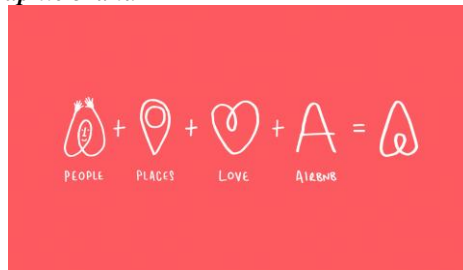 + + + A =
PEOPLE PLACES LOVE AIRBNB